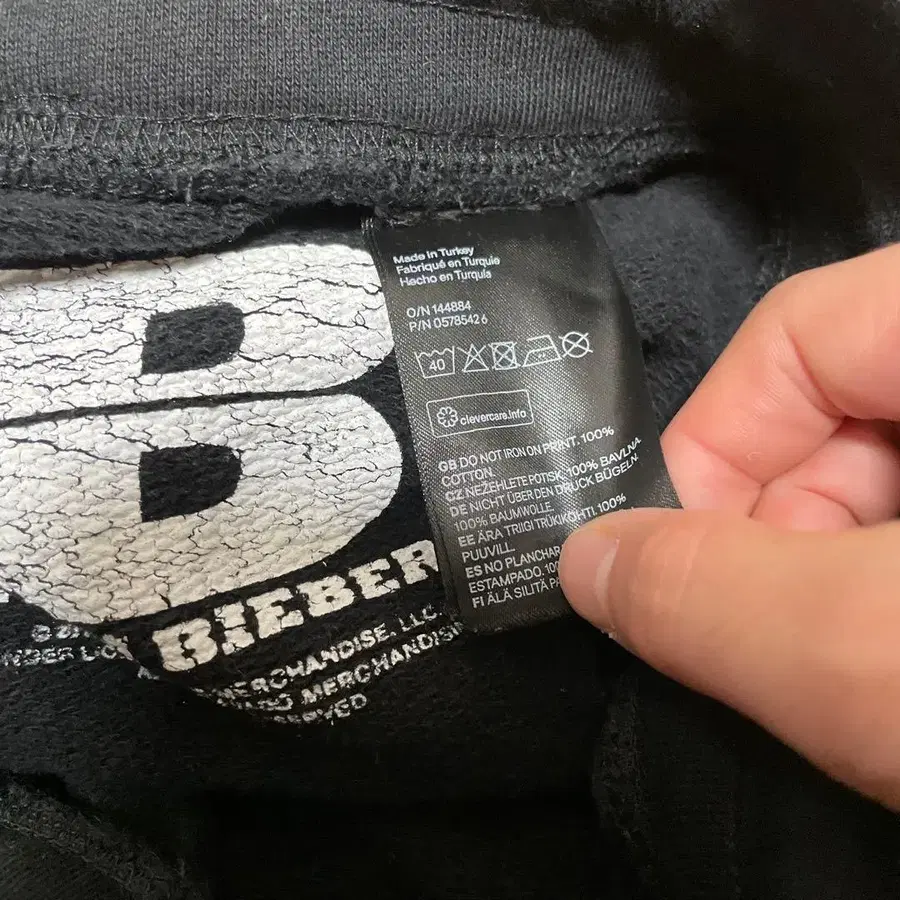 Made in Turkey
Fabriqué en Turquie
Hecho en Turquía
O/N 144884
P/N 05785426
40
clevercare.info
GB DO NOT IRON ON PRINT. 100%
COTTON.
CZ NEŽEHLETE POTISK. 100% BAVLNA
DE NICHT ÜBER DEN DRUCK BÜGELN.
100% BAUMWOLLE.
EE ÄRA TRIIGI TRÜKIKOHTI. 100%
PUUVILL.
ES NO PLANCHAR
ESTAMPADO. 100
FI ÄLÄ SILITÄ
B
BIEBER
MERCHANDISE, LLC.
MERCHANDISE